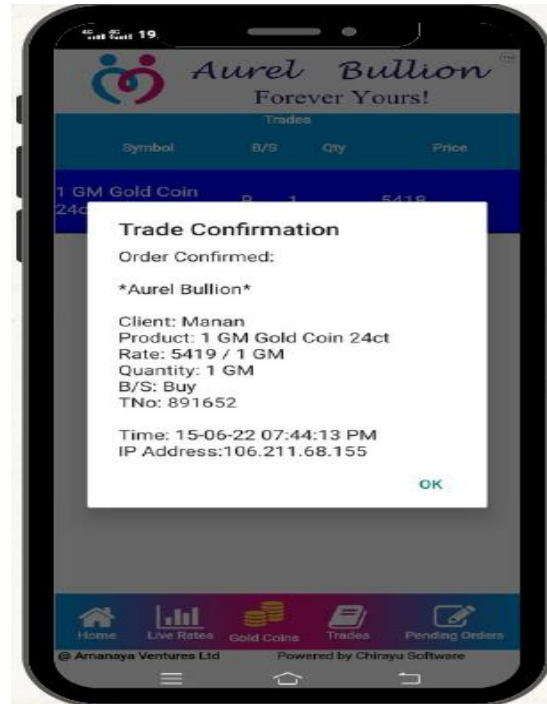 19
Aurel Bullion
Forever Yours!
Trades
Symbol B/S Qty Price
1 GM Gold Coin
Trade Confirmation
Order Confirmed:
*Aurel Bullion*
Client: Manan
Product: 1 GM Gold Coin 24ct
Rate: 5419 / 1 GM
Quantity: 1 GM
B/S: Buy
TNo: 891652
Time: 15-06-22 07:44:13 PM
IP Address:106.211.68.155
OK
Home Live Rates Gold Coins Trades Pending Orders
@ Amanaya Ventures Ltd Powered by Chirayu Software